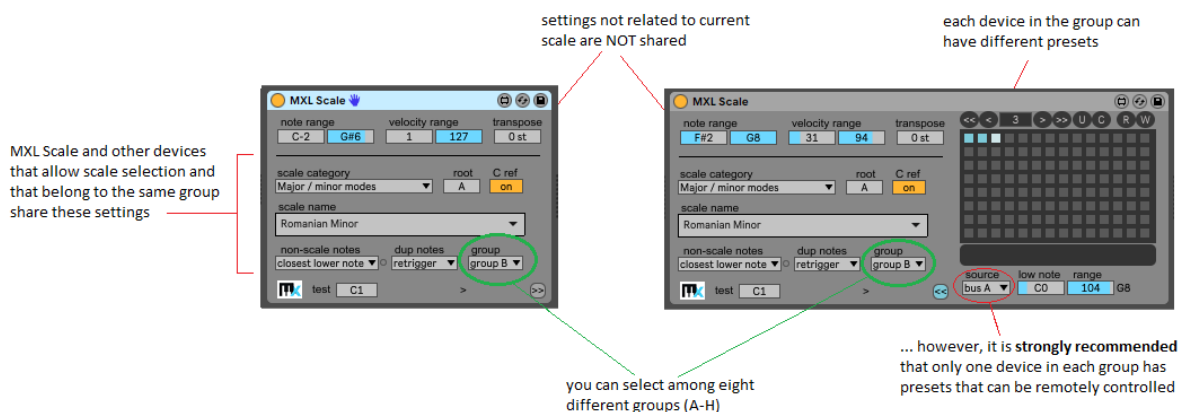 settings not related to current
scale are NOT shared
each device in the group can
have different presets
MXL Scale and other devices
that allow scale selection and
that belong to the same group
share these settings
MXL Scale
note range velocity range transpose
C-2 G#6 1 127 0 st
scale category root C ref
Major / minor modes A on
scale name
Romanian Minor
non-scale notes dup notes group
closest lower note retrigger group B
test C1 > >>
MXL Scale
note range velocity range transpose
F#2 G8 31 94 0 st
scale category root C ref
Major / minor modes A on
scale name
Romanian Minor
non-scale notes dup notes group
closest lower note retrigger group B
test C1 > <<
<< < 3 > >> U C R W
source low note range
bus A C0 104 G8
you can select among eight
different groups (A-H)
... however, it is strongly recommended
that only one device in each group has
presets that can be remotely controlled